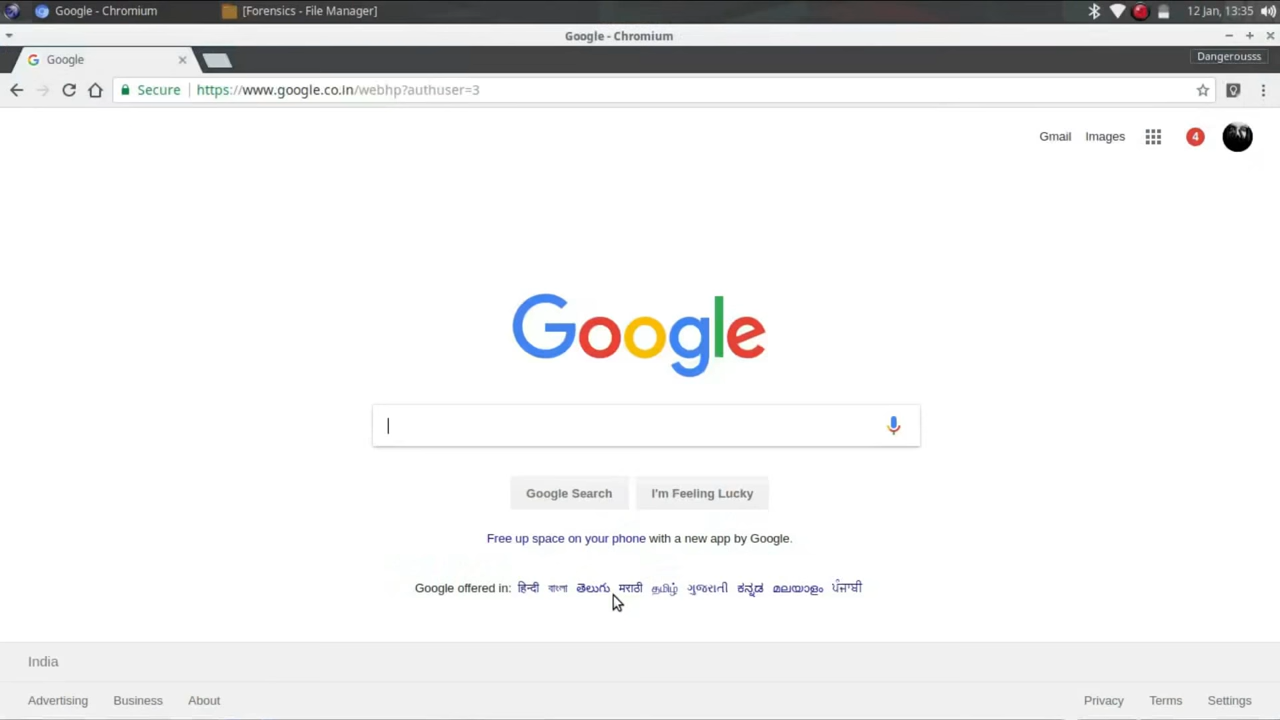 Google - Chromium [Forensics - File Manager] 12 Jan, 13:35
Google - Chromium
Google Dangerousss
Secure https://www.google.co.in/webhp?authuser=3
Gmail Images 4
Google
Google Search I'm Feeling Lucky
Free up space on your phone with a new app by Google.
Google offered in: हिन्दी বাংলা తెలుగు मराठी தமிழ் ગુજરાતી ಕನ್ನಡ മലയാളം ਪੰਜਾਬੀ
India
Advertising Business About Privacy Terms Settings